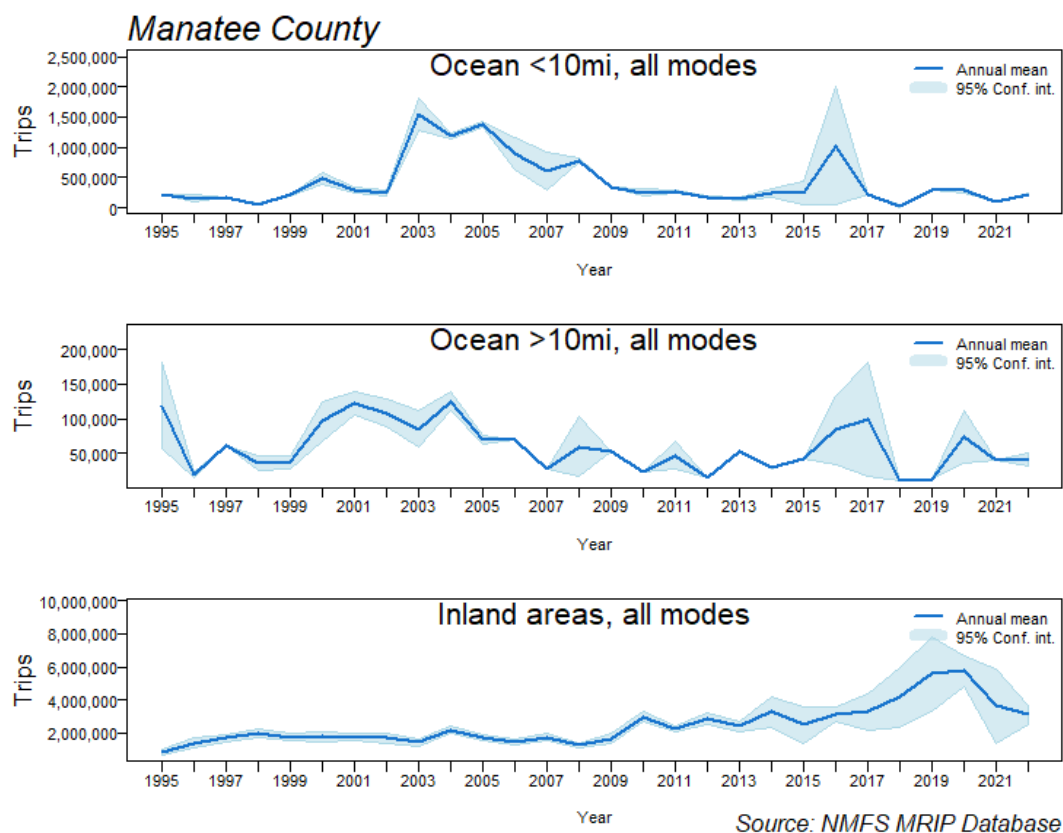 Manatee County
Ocean <10mi, all modes
Annual mean
95% Conf. int.
Trips
2,500,000
2,000,000
1,500,000
1,000,000
500,000
0
1995 1997 1999 2001 2003 2005 2007 2009 2011 2013 2015 2017 2019 2021
Year
Ocean >10mi, all modes
Annual mean
95% Conf. int.
Trips
200,000
150,000
100,000
50,000
1995 1997 1999 2001 2003 2005 2007 2009 2011 2013 2015 2017 2019 2021
Year
Inland areas, all modes
Annual mean
95% Conf. int.
Trips
10,000,000
8,000,000
6,000,000
4,000,000
2,000,000
1995 1997 1999 2001 2003 2005 2007 2009 2011 2013 2015 2017 2019 2021
Year
Source: NMFS MRIP Database